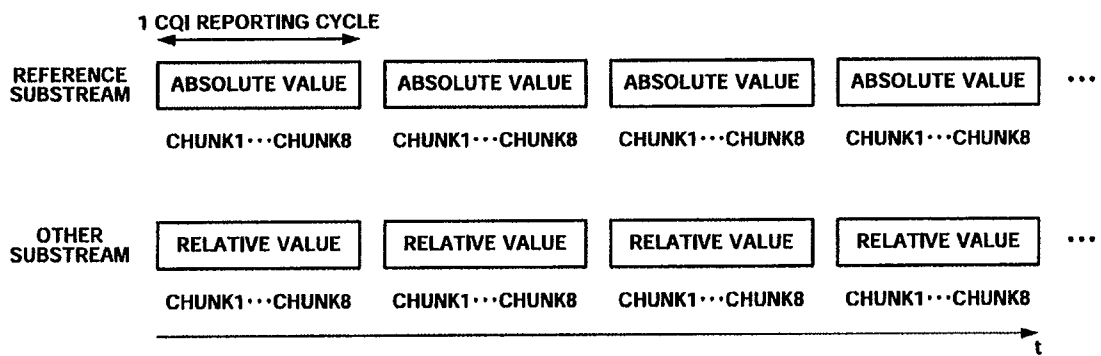 1 CQI REPORTING CYCLE
REFERENCE
SUBSTREAM
ABSOLUTE VALUE ABSOLUTE VALUE ABSOLUTE VALUE ABSOLUTE VALUE ...
CHUNK1···CHUNK8 CHUNK1···CHUNK8 CHUNK1···CHUNK8 CHUNK1···CHUNK8
OTHER
SUBSTREAM
RELATIVE VALUE RELATIVE VALUE RELATIVE VALUE RELATIVE VALUE ...
CHUNK1···CHUNK8 CHUNK1···CHUNK8 CHUNK1···CHUNK8 CHUNK1···CHUNK8
t